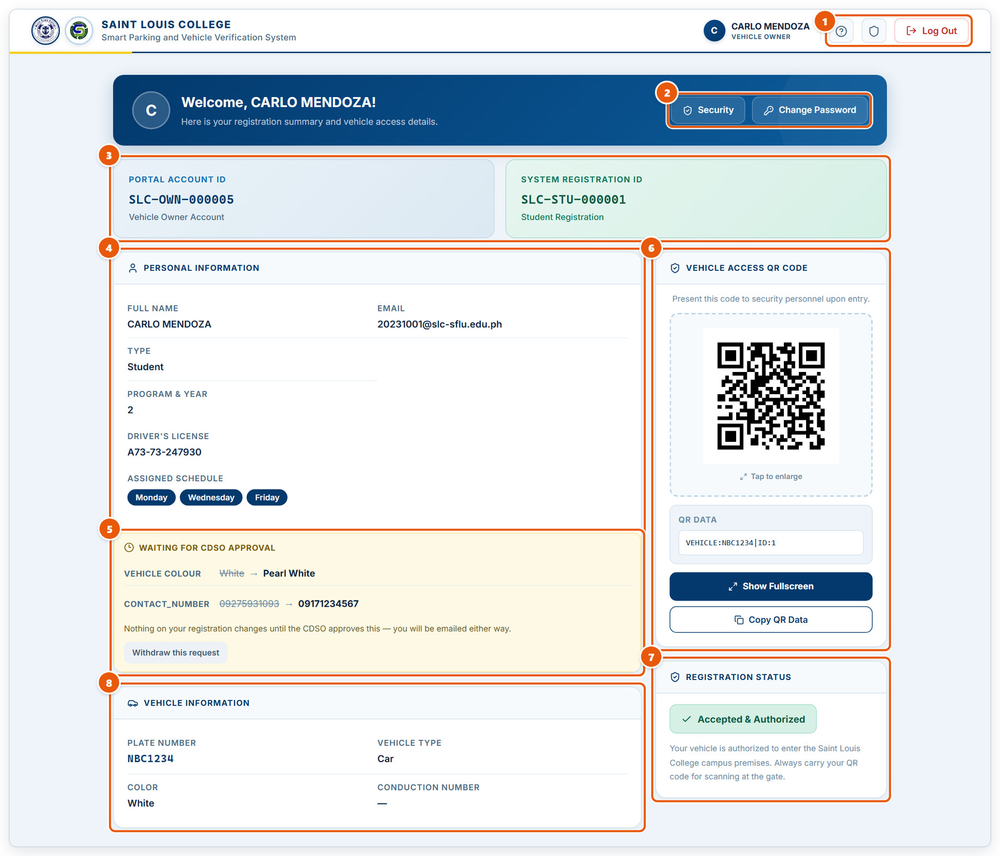 SAINT LOUIS COLLEGE
Smart Parking and Vehicle Verification System
C
CARLO MENDOZA
VEHICLE OWNER
1
Log Out
C
Welcome, CARLO MENDOZA!
Here is your registration summary and vehicle access details.
2
Security
Change Password
3
PORTAL ACCOUNT ID
SLC-OWN-000005
Vehicle Owner Account
SYSTEM REGISTRATION ID
SLC-STU-000001
Student Registration
4
PERSONAL INFORMATION
FULL NAME
CARLO MENDOZA
EMAIL
20231001@slc-sflu.edu.ph
TYPE
Student
PROGRAM & YEAR
2
DRIVER'S LICENSE
A73-73-247930
ASSIGNED SCHEDULE
Monday
Wednesday
Friday
5
WAITING FOR CDSO APPROVAL
VEHICLE COLOUR White → Pearl White
CONTACT_NUMBER 09275931093 → 09171234567
Nothing on your registration changes until the CDSO approves this — you will be emailed either way.
Withdraw this request
6
VEHICLE ACCESS QR CODE
Present this code to security personnel upon entry.
Tap to enlarge
QR DATA
VEHICLE:NBC1234|ID:1
Show Fullscreen
Copy QR Data
7
REGISTRATION STATUS
Accepted & Authorized
Your vehicle is authorized to enter the Saint Louis
College campus premises. Always carry your QR
code for scanning at the gate.
8
VEHICLE INFORMATION
PLATE NUMBER
NBC1234
VEHICLE TYPE
Car
COLOR
White
CONDUCTION NUMBER
—